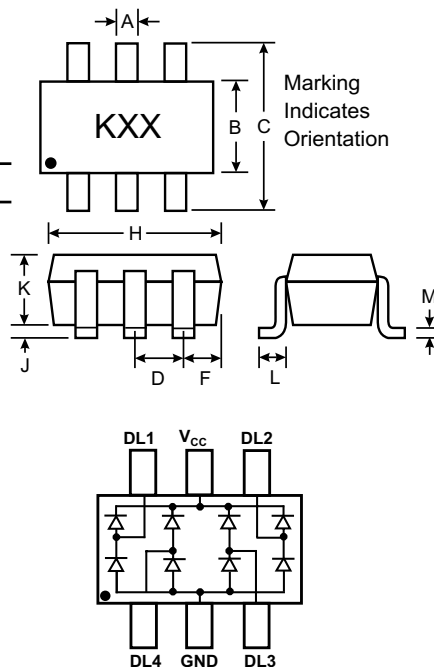 A
KXX
B
C
Marking
Indicates
Orientation
H
K
J
D
F
L
M
DL1
VCC
DL2
DL4
GND
DL3